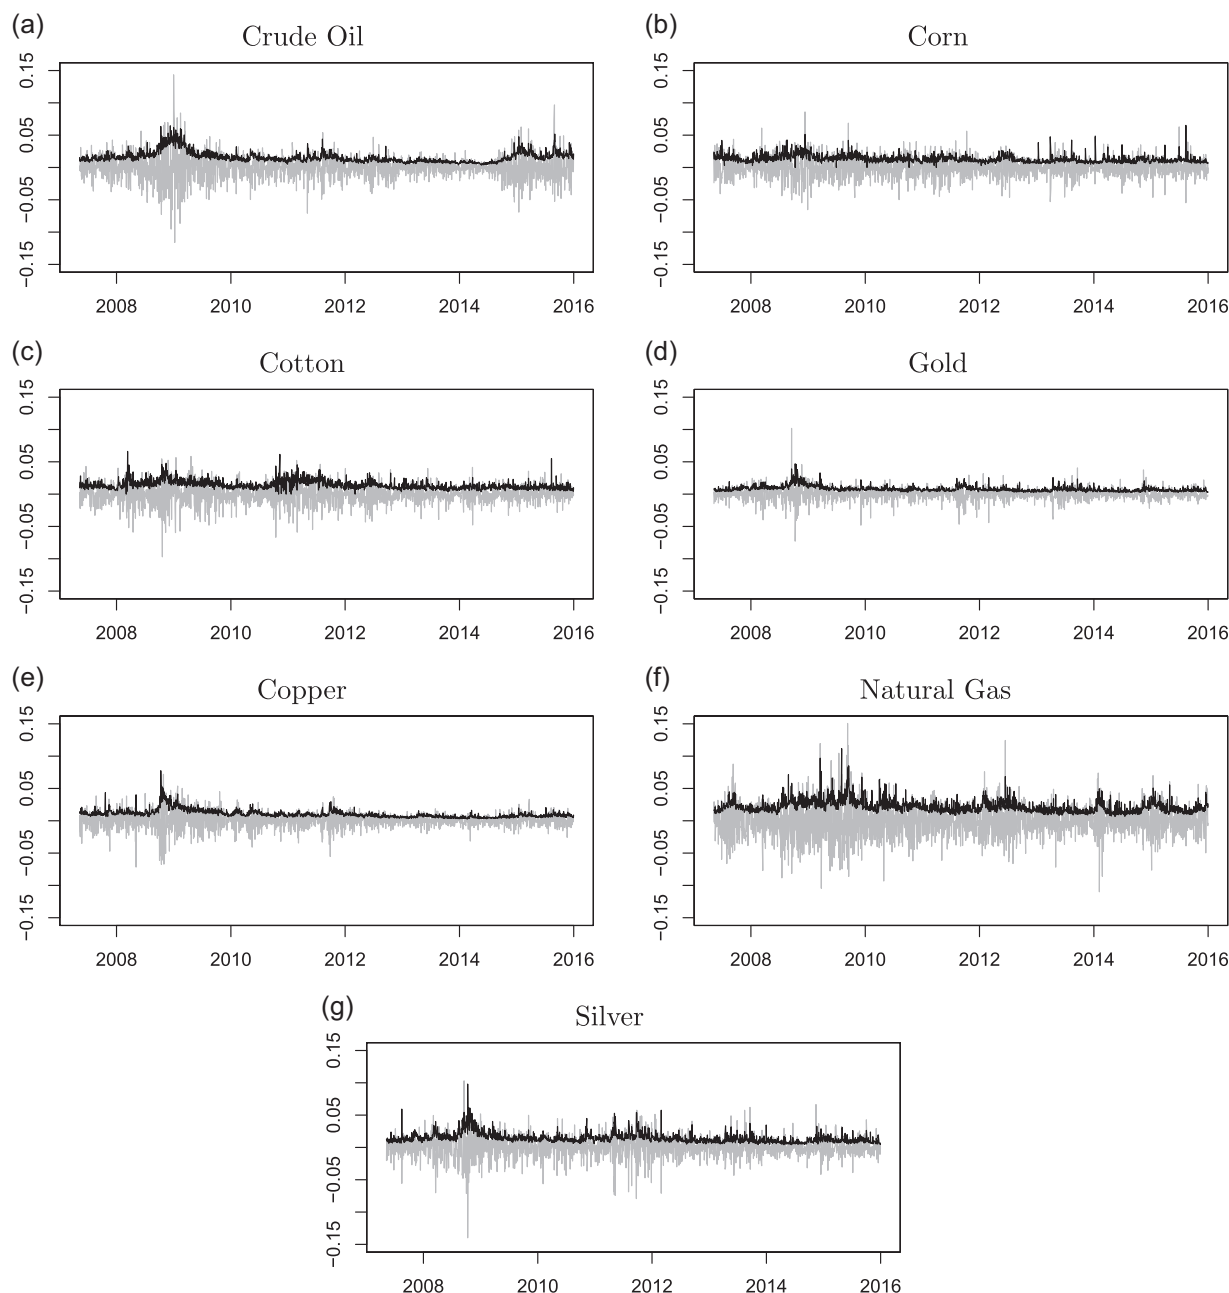 (a) (b)
Crude Oil Corn
0.15 0.15
0.05 0.05
−0.05 −0.05
−0.15 −0.15
2008 2010 2012 2014 2016 2008 2010 2012 2014 2016
(c) (d)
Cotton Gold
0.15 0.15
0.05 0.05
−0.05 −0.05
−0.15 −0.15
2008 2010 2012 2014 2016 2008 2010 2012 2014 2016
(e) (f)
Copper Natural Gas
0.15 0.15
0.05 0.05
−0.05 −0.05
−0.15 −0.15
2008 2010 2012 2014 2016 2008 2010 2012 2014 2016
(g)
Silver
0.15
0.05
−0.05
−0.15
2008 2010 2012 2014 2016